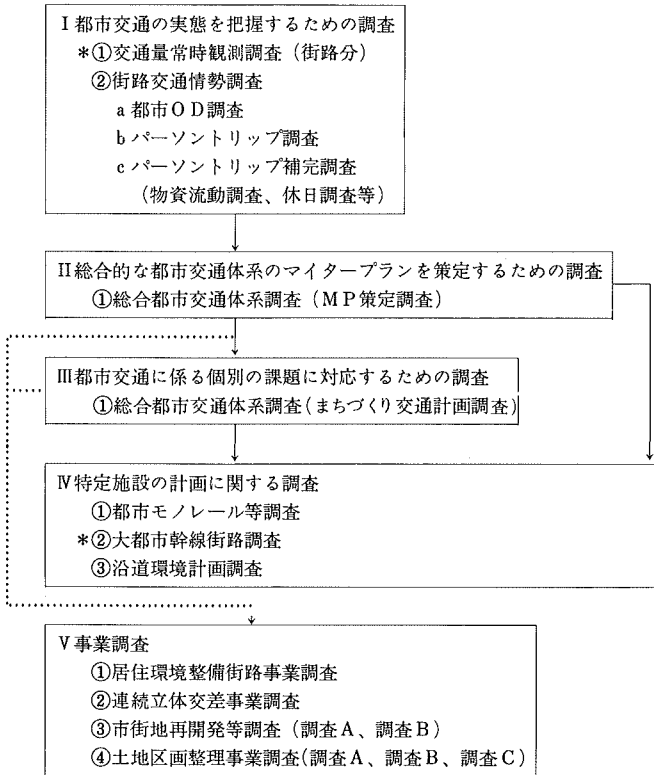 Ⅰ都市交通の実態を把握するための調査
*①交通量常時観測調査（街路分）
②街路交通情勢調査
a 都市ＯＤ調査
b パーソントリップ調査
c パーソントリップ補完調査
（物資流動調査、休日調査等）
Ⅱ総合的な都市交通体系のマイタープランを策定するための調査
①総合都市交通体系調査（ＭＰ策定調査）
Ⅲ都市交通に係る個別の課題に対応するための調査
①総合都市交通体系調査（まちづくり交通計画調査）
Ⅳ特定施設の計画に関する調査
①都市モノレール等調査
*②大都市幹線街路調査
③沿道環境計画調査
Ⅴ事業調査
①居住環境整備街路事業調査
②連続立体交差事業調査
③市街地再開発等調査（調査Ａ、調査Ｂ）
④土地区画整理事業調査（調査Ａ、調査Ｂ、調査Ｃ）